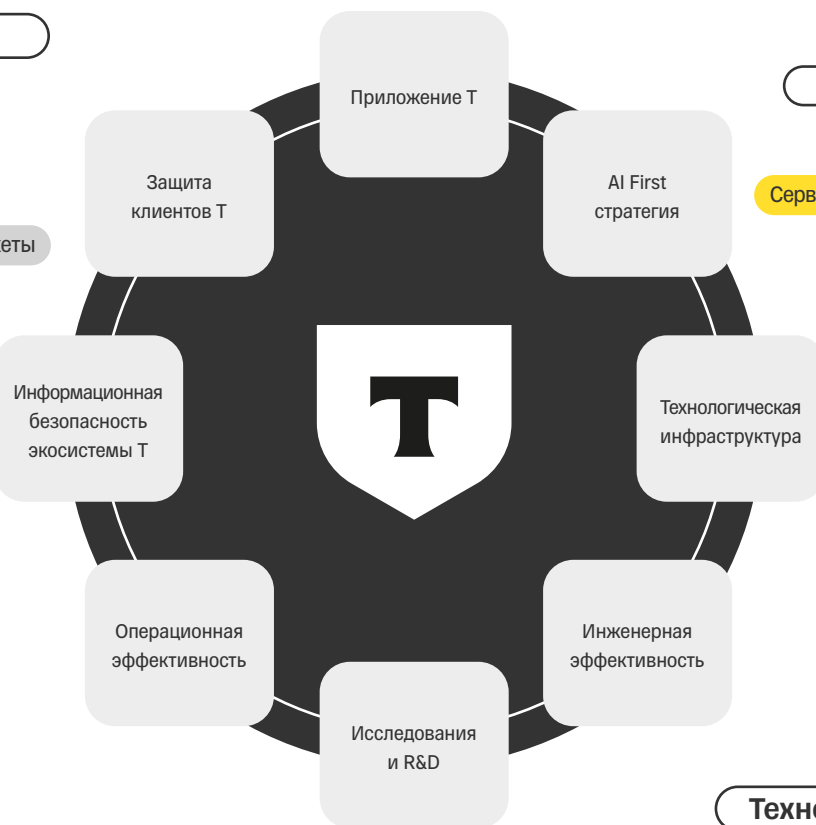 Приложение Т
Защита
клиентов Т
AI First
стратегия
Информационная
безопасность
экосистемы Т
Т
Технологическая
инфраструктура
Операционная
эффективность
Инженерная
эффективность
Исследования
и R&D